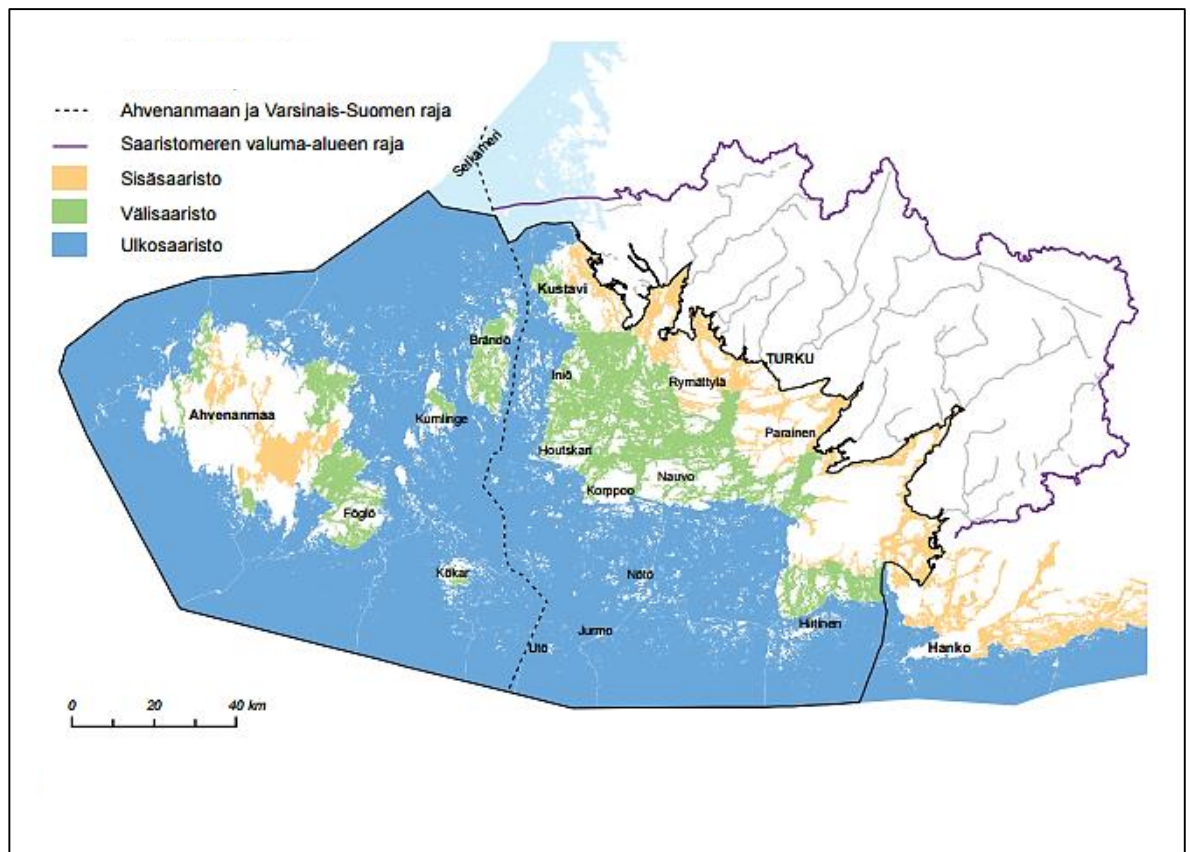 Ahvenanmaan ja Varsinais-Suomen raja
Saaristomeren valuma-alueen raja
Sisäsaaristo
Välisaaristo
Ulkosaaristo
Selkämeri
Kustavi
Brändö
TURKU
Iniö
Rymättylä
Ahvenanmaa
Kumlinge
Parainen
Houtskari
Nauvo
Korppoo
Föglö
Kökar
Nötö
Hiitinen
Jurmo
Utö
Hanko
0 20 40 km